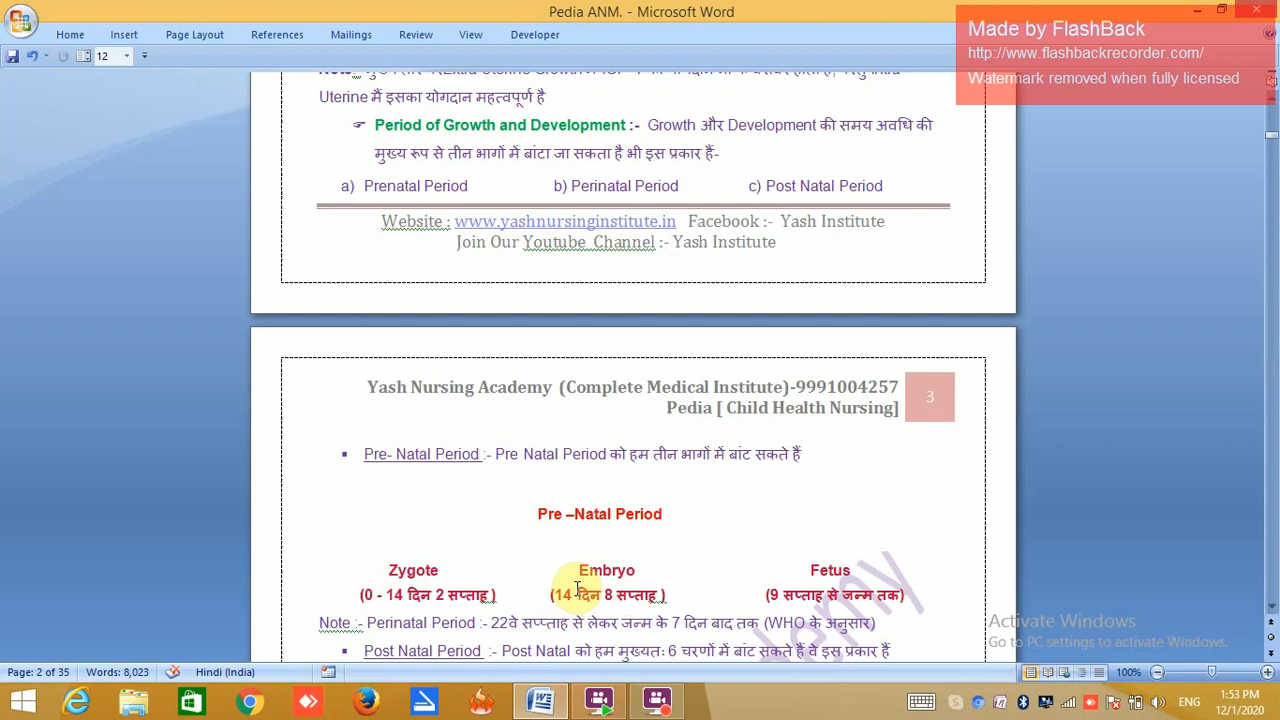 Pedia ANM. - Microsoft Word
Made by FlashBack
http://www.flashbackrecorder.com/
Watermark removed when fully licensed
Home Insert Page Layout References Mailings Review View Developer
12
Uterine मैं इसका योगदान महत्वपूर्ण है
☞ Period of Growth and Development :- Growth और Development की समय अवधि की
मुख्य रूप से तीन भागों में बांटा जा सकता है भी इस प्रकार हैं-
a) Prenatal Period b) Perinatal Period c) Post Natal Period
Website : www.yashnursinginstitute.in Facebook :- Yash Institute
Join Our Youtube Channel :- Yash Institute
Yash Nursing Academy (Complete Medical Institute)-9991004257
Pedia [ Child Health Nursing]
3
▪ Pre- Natal Period :- Pre Natal Period को हम तीन भागों में बांट सकते हैं
Pre –Natal Period
Zygote Embryo Fetus
(0 - 14 दिन 2 सप्ताह ) (14 दिन 8 सप्ताह ) (9 सप्ताह से जन्म तक)
Note :- Perinatal Period :- 22वे सप्प्ताह से लेकर जन्म के 7 दिन बाद तक (WHO के अनुसार)
▪ Post Natal Period :- Post Natal को हम मुख्यतः 6 चरणों में बांट सकते हैं वे इस प्रकार हैं
Activate Windows
Go to PC settings to activate Windows.
Page: 2 of 35 Words: 8,023 Hindi (India) 100%
ENG
1:53 PM
12/1/2020